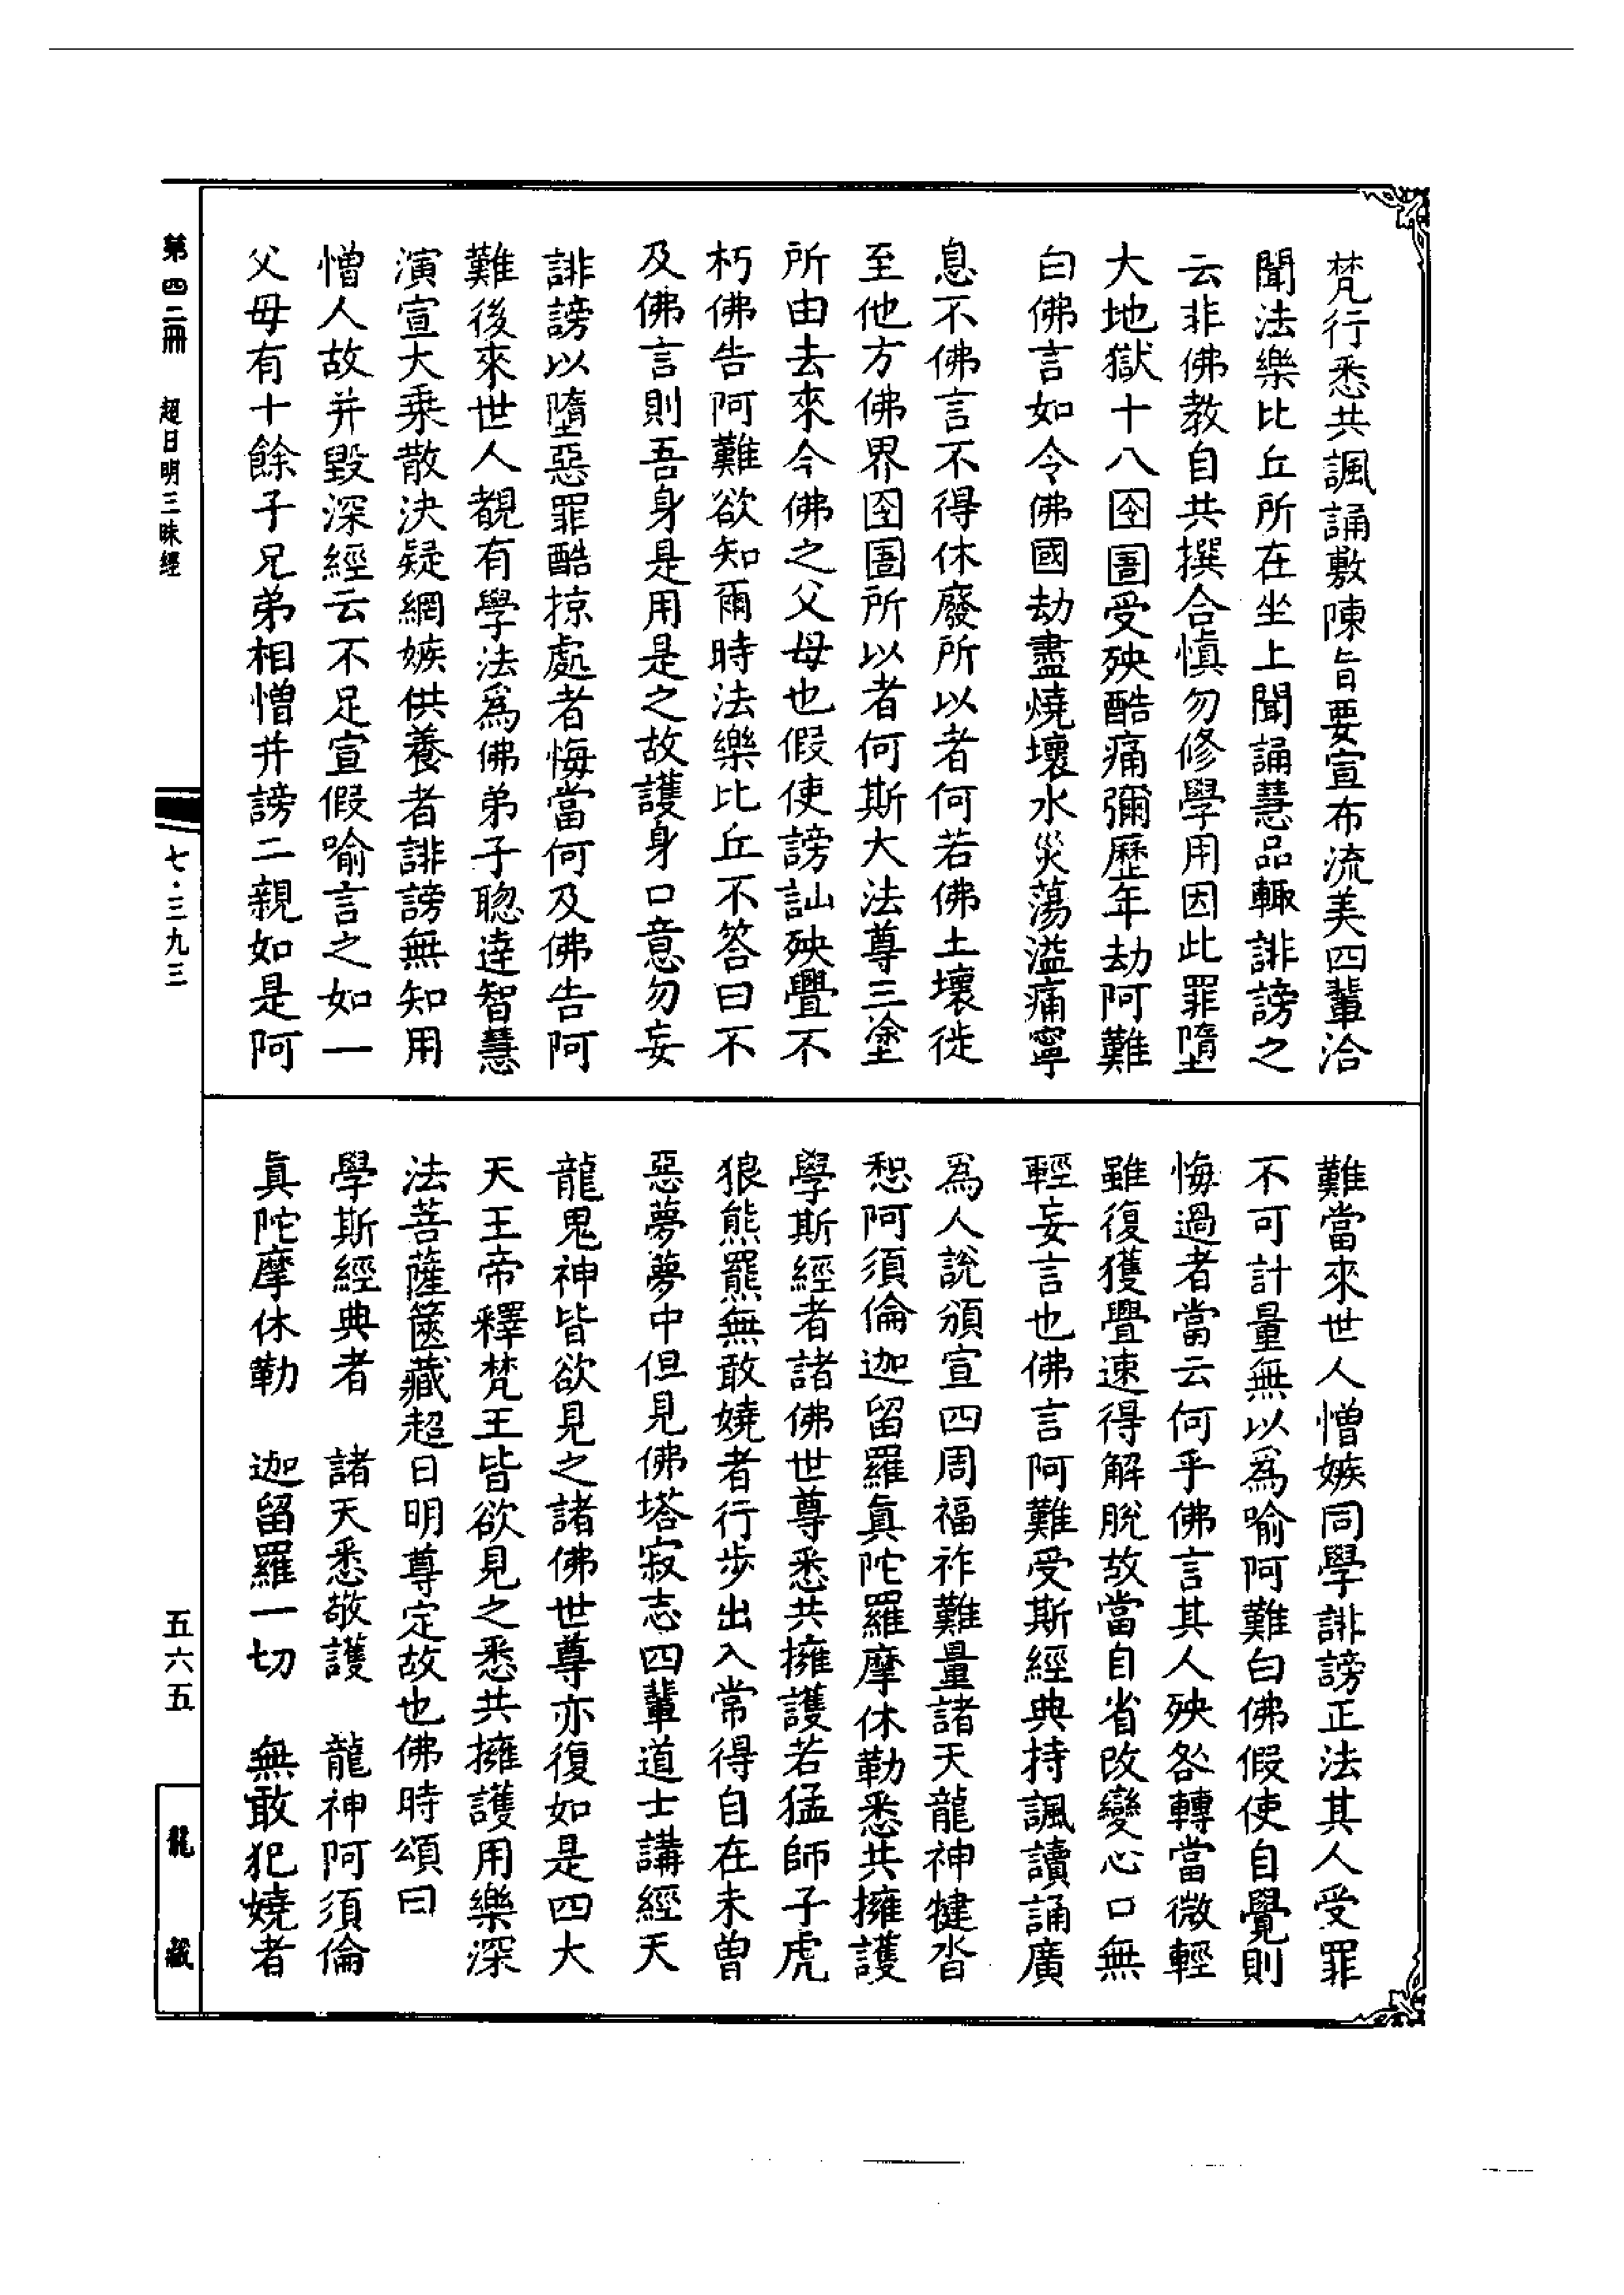 梵行悉共諷誦敷陳旨要宣布流美四輩洽
聞法樂比丘所在坐上聞誦慧品輙誹謗之
云非佛教自共撰合慎勿修學用因此罪墮
大地獄十八囹圄受殃酷痛彌歷年劫阿難
白佛言如令佛國劫盡燒壞水災蕩溢痛寧
息不佛言不得休廢所以者何若佛土壞徙
至他方佛界囹圄所以者何斯大法尊三塗
所由去來今佛之父母也假使謗訕殃舋不
朽佛告阿難欲知爾時法樂比丘不答曰不
及佛言則吾身是用是之故護身口意勿妄
誹謗以墮惡罪酷掠處者悔當何及佛告阿
難後來世人覩有學法爲佛弟子聰達智慧
演宣大乘散決疑網嫉供養者誹謗無知用
憎人故并毀深經云不足宣假喻言之如一
父母有十餘子兄弟相憎并謗二親如是阿
難當來世人憎嫉同學誹謗正法其人受罪
不可計量無以爲喻阿難白佛假使自覺則
悔過者當云何乎佛言其人殃咎轉當微輕
雖復獲舋速得解脫故當自省改變心口無
輕妄言也佛言阿難受斯經典持諷讀誦廣
爲人說頒宣四周福祚難量諸天龍神揵沓
惒阿須倫迦留羅眞陀羅摩休勒悉共擁護
學斯經者諸佛世尊悉共擁護若猛師子虎
狼熊羆無敢嬈者行步出入常得自在未曾
惡夢夢中但見佛塔寂志四輩道士講經天
龍鬼神皆欲見之諸佛世尊亦復如是四大
天王帝釋梵王皆欲見之悉共擁護用樂深
法菩薩篋藏超日明尊定故也佛時頌曰
學斯經典者　諸天悉敬護　龍神阿須倫
眞陀摩休勒　迦留羅一切　無敢犯嬈者
第四二冊　超日明三昧經
七·三九三
五六五
龍藏